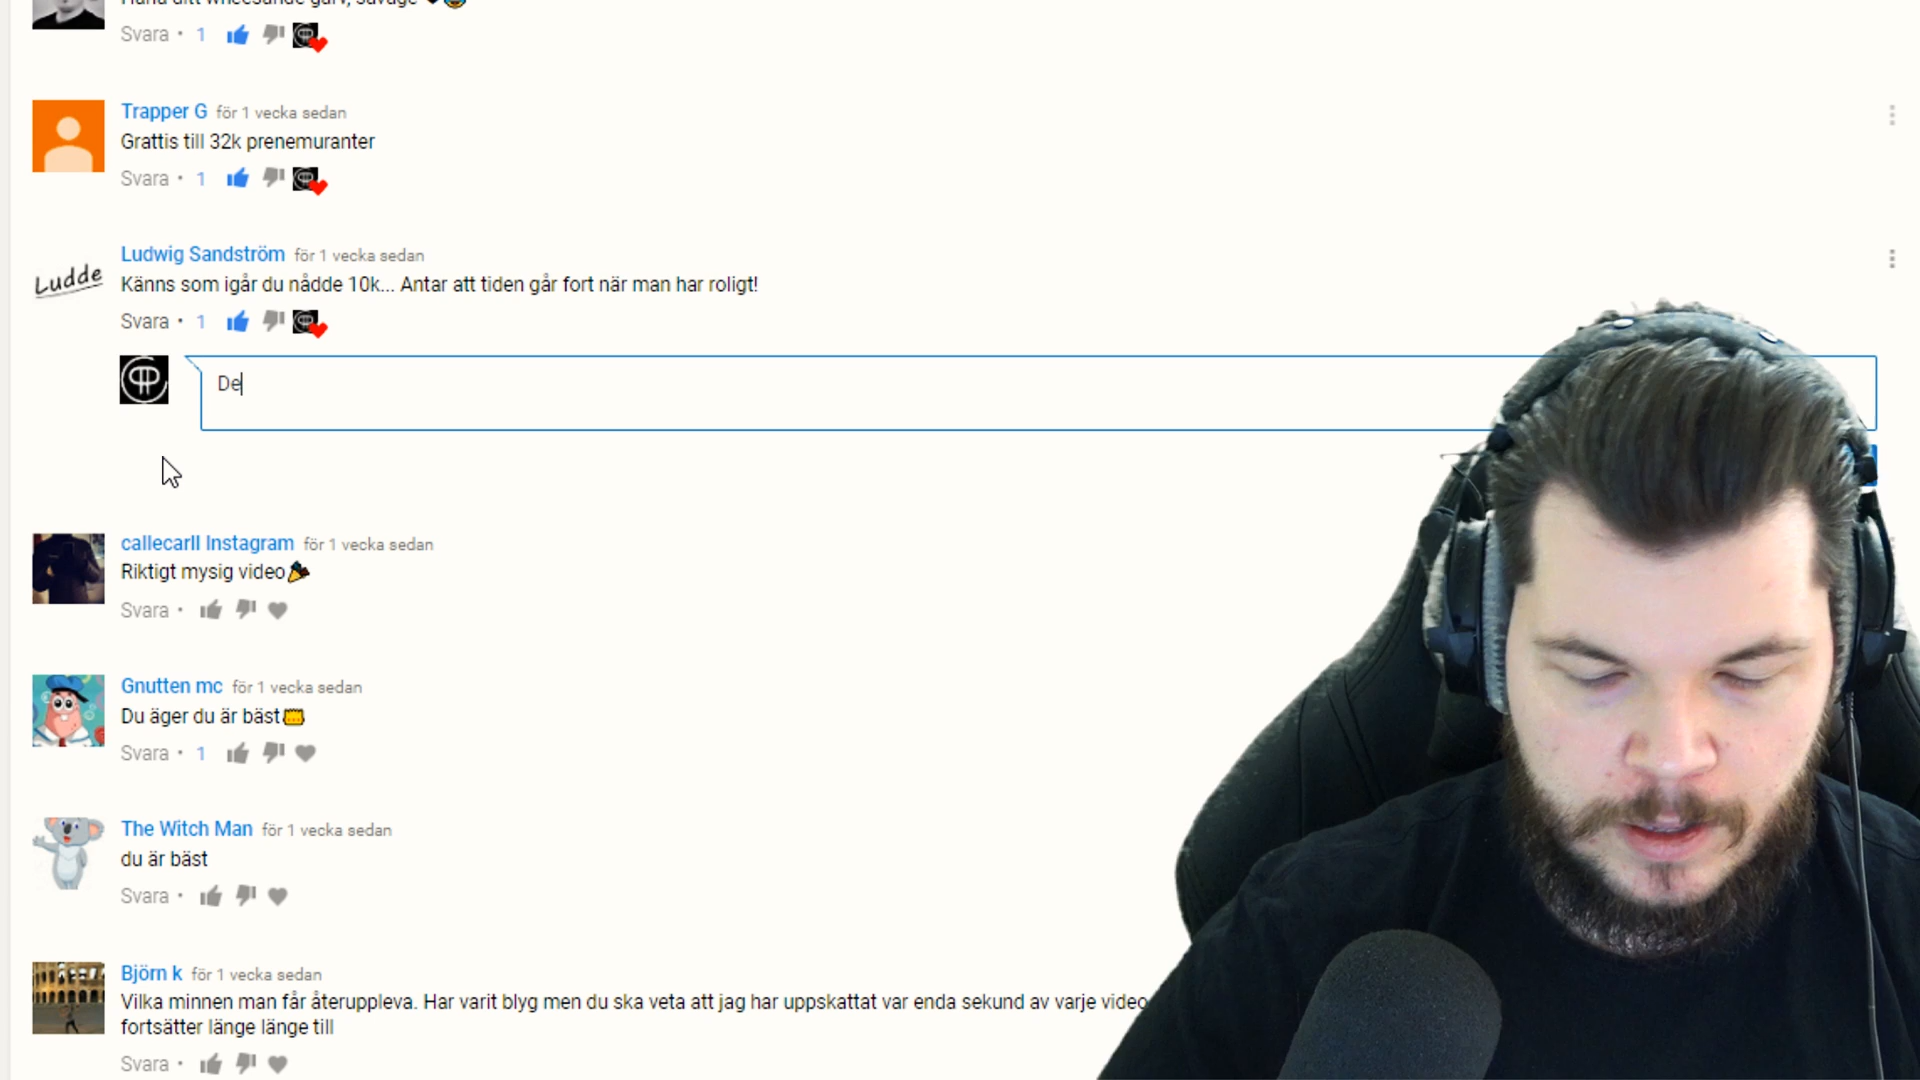 Svara • 1
Trapper G för 1 vecka sedan
Grattis till 32k prenemuranter
Svara • 1
Ludde
Ludwig Sandström för 1 vecka sedan
Känns som igår du nådde 10k... Antar att tiden går fort när man har roligt!
Svara • 1
De
callecarll Instagram för 1 vecka sedan
Riktigt mysig video
Svara •
Gnutten mc för 1 vecka sedan
Du äger du är bäst
Svara • 1
The Witch Man för 1 vecka sedan
du är bäst
Svara •
Björn k för 1 vecka sedan
Vilka minnen man får återuppleva. Har varit blyg men du ska veta att jag har uppskattat var enda sekund av varje video
fortsätter länge länge till
Svara •